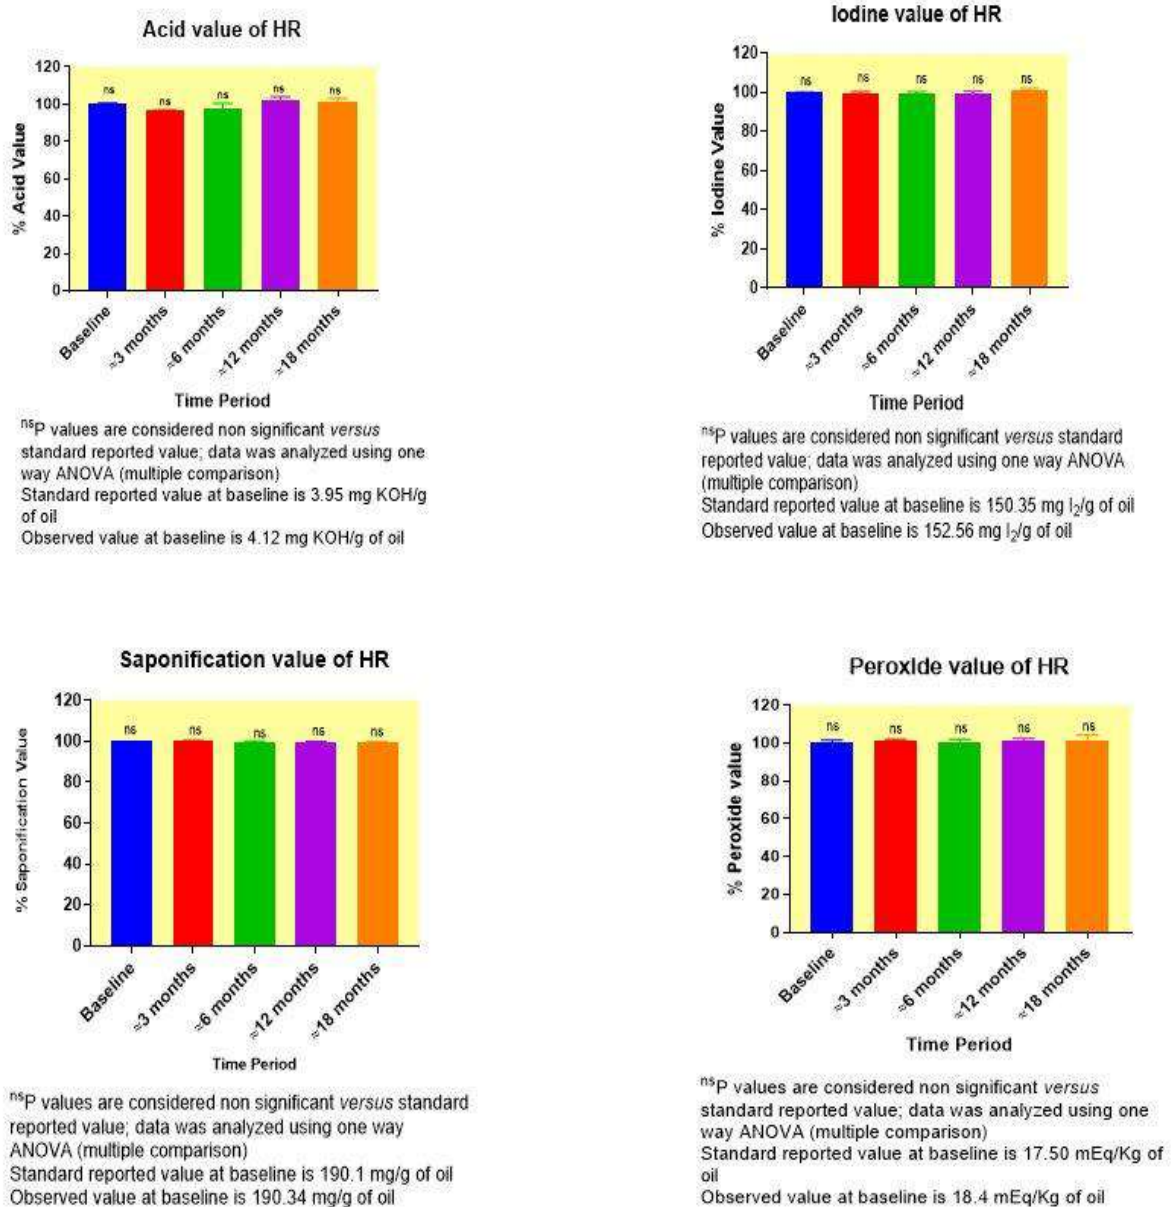 Acid value of HR
120
100
80
60
40
20
0
% Acid Value
ns
ns
ns
ns
ns
Baseline
≈3 months
≈6 months
≈12 months
≈18 months
Time Period
nsP values are considered non significant versus
standard reported value; data was analyzed using one
way ANOVA (multiple comparison)
Standard reported value at baseline is 3.95 mg KOH/g
of oil
Observed value at baseline is 4.12 mg KOH/g of oil
Iodine value of HR
120
100
80
60
40
20
0
% Iodine Value
ns
ns
ns
ns
ns
Baseline
≈3 months
≈6 months
≈12 months
≈18 months
Time Period
nsP values are considered non significant versus standard
reported value; data was analyzed using one way ANOVA
(multiple comparison)
Standard reported value at baseline is 150.35 mg I2/g of oil
Observed value at baseline is 152.56 mg I2/g of oil
Saponification value of HR
120
100
80
60
40
20
0
% Saponification Value
ns
ns
ns
ns
ns
Baseline
≈3 months
≈6 months
≈12 months
≈18 months
Time Period
nsP values are considered non significant versus standard
reported value; data was analyzed using one way
ANOVA (multiple comparison)
Standard reported value at baseline is 190.1 mg/g of oil
Observed value at baseline is 190.34 mg/g of oil
Peroxide value of HR
120
100
80
60
40
20
0
% Peroxide value
ns
ns
ns
ns
ns
Baseline
≈3 months
≈6 months
≈12 months
≈18 months
Time Period
nsP values are considered non significant versus
standard reported value; data was analyzed using one
way ANOVA (multiple comparison)
Standard reported value at baseline is 17.50 mEq/Kg of
oil
Observed value at baseline is 18.4 mEq/Kg of oil